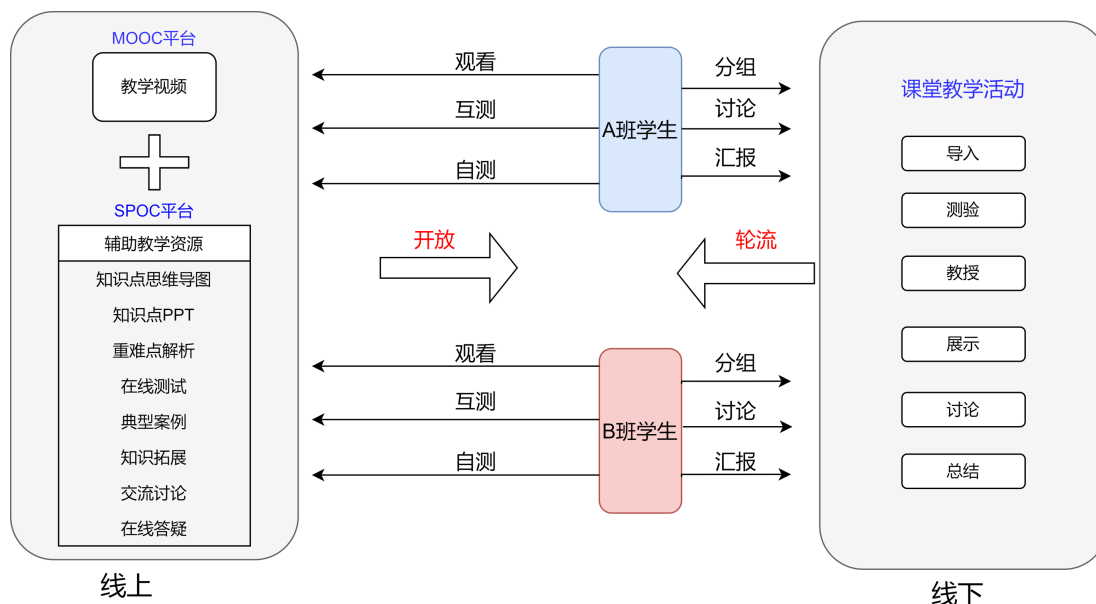 MOOC平台
教学视频
SPOC平台
辅助教学资源
知识点思维导图
知识点PPT
重难点解析
在线测试
典型案例
知识拓展
交流讨论
在线答疑
线上
观看
互测
自测
A班学生
分组
讨论
汇报
开放
轮流
观看
互测
自测
B班学生
分组
讨论
汇报
课堂教学活动
导入
测验
教授
展示
讨论
总结
线下